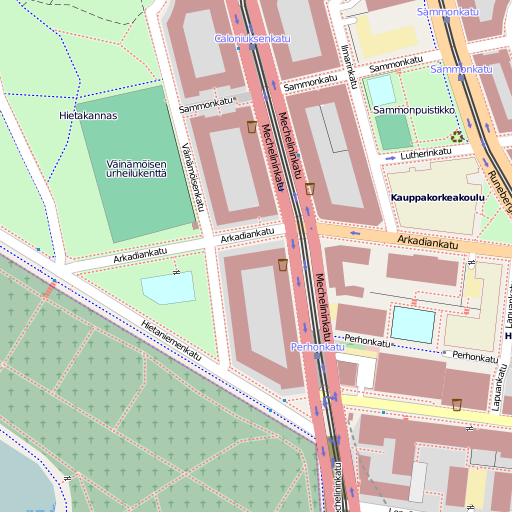 Sammonkatu
Caloniuksenkatu
Ilmarinkatu
Sammonkatu
Sammonkatu
Sammonkatu
Hietakannas
Sammonpuistikko
Mechelininkatu
Mechelininkatu
Väinämöisenkatu
Väinämöisen
urheilukenttä
Lutherinkatu
Runeberg
Kauppakorkeakoulu
Arkadiankatu
Arkadiankatu
Arkadiankatu
Mechelininkatu
Lapuankatu
Hietaniemenkatu
Perhonkatu
Perhonkatu
Perhonkatu
H
Lapuankatu
Mechelininkatu